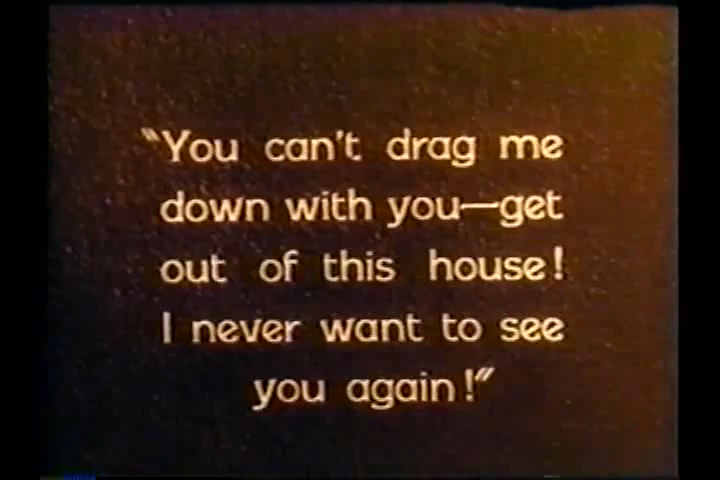 "You can't drag me
down with you—get
out of this house!
I never want to see
you again!"